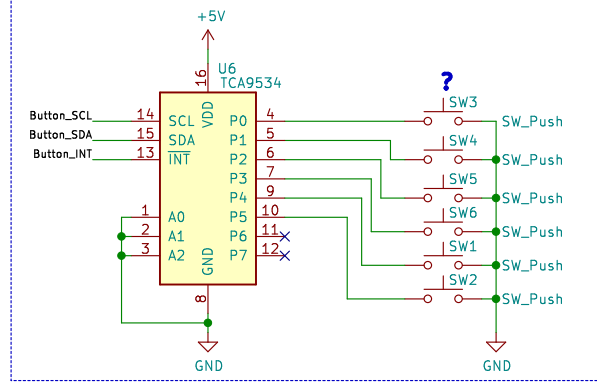 +5V
U6
TCA9534
16
VDD
?
SW3
Button_SCL 14 SCL P0 4 SW_Push
Button_SDA 15 SDA P1 5 SW4
Button_INT 13 INT P2 6 SW_Push
P3 7 SW5
P4 9 SW_Push
1 A0 P5 10 SW6
2 A1 P6 11 SW_Push
3 A2 P7 12 SW1
GND SW_Push
8 SW2
SW_Push
GND
GND